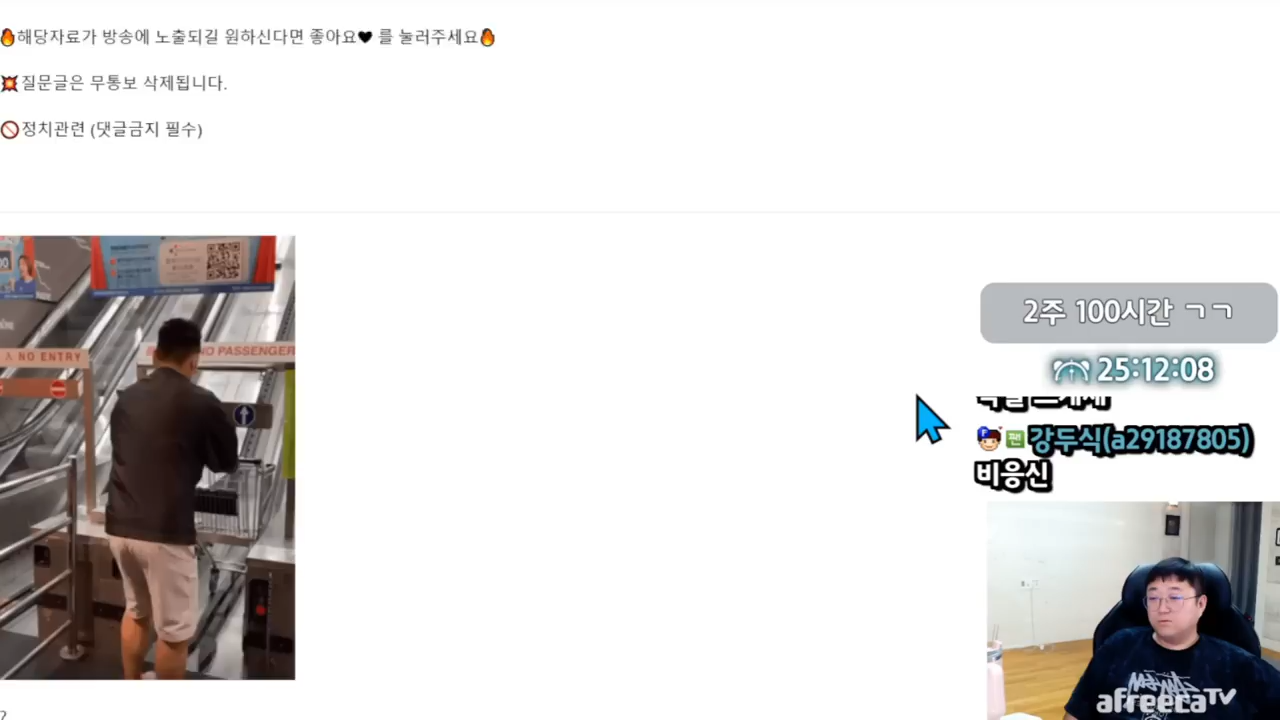 🔥해당자료가 방송에 노출되길 원하신다면 좋아요🖤 를 눌러주세요🔥
💥질문글은 무통보 삭제됩니다.
🚫정치관련 (댓글금지 필수)
NO ENTRY
NO PASSENGER
2주 100시간 ㄱㄱ
25:12:08
팬 강두식(a29187805)
비응신
afreecaTV
?